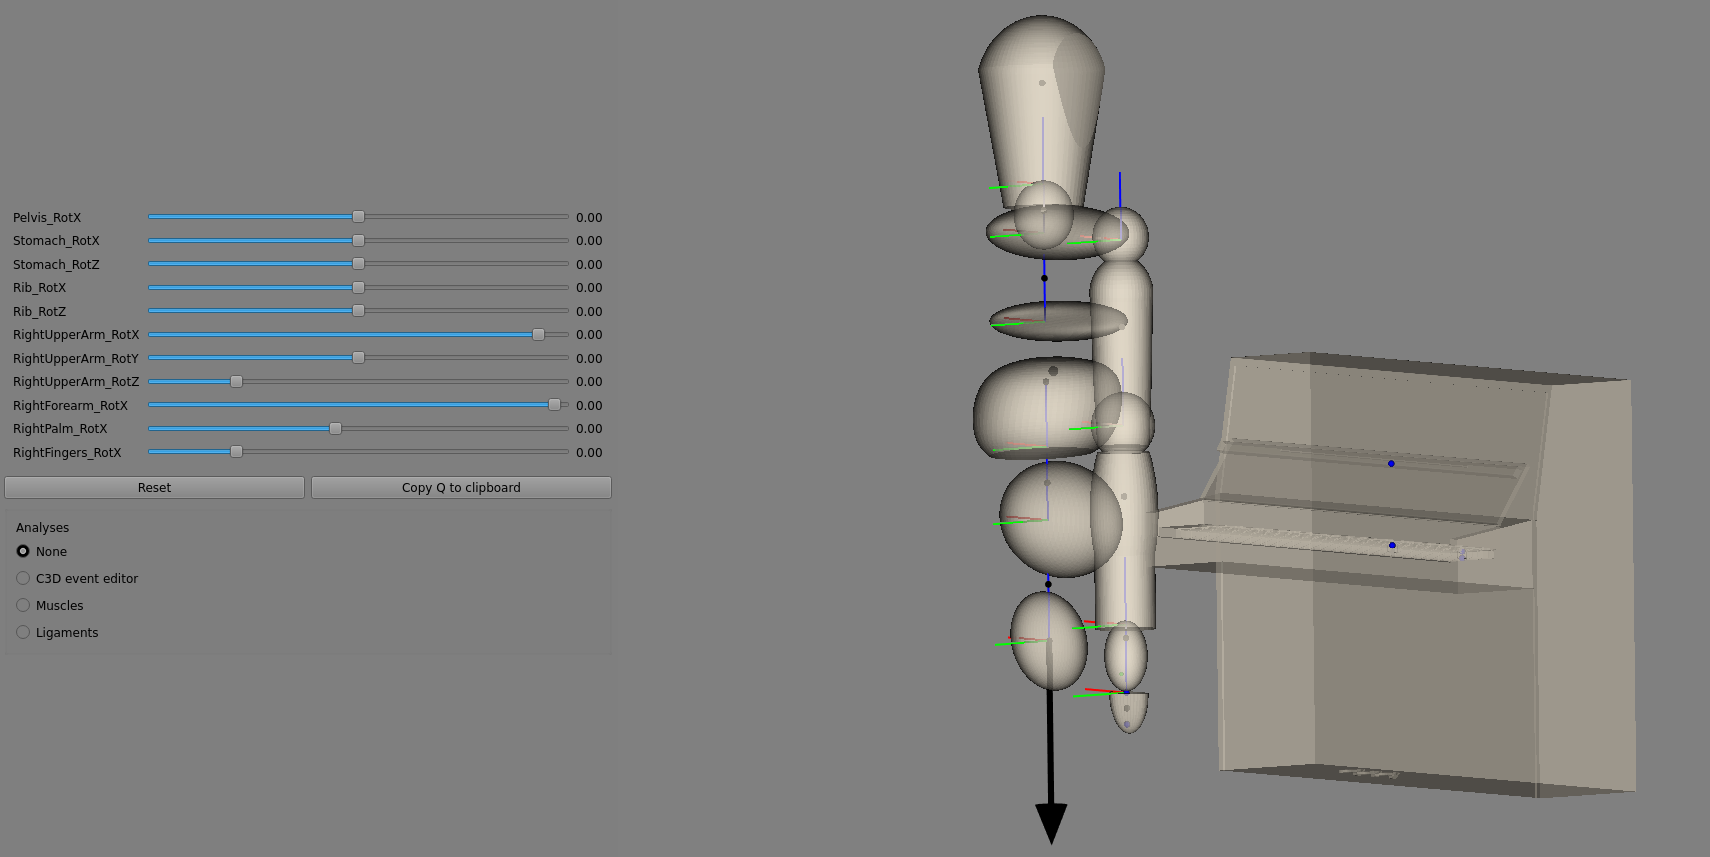 Pelvis_RotX 0.00
Stomach_RotX 0.00
Stomach_RotZ 0.00
Rib_RotX 0.00
Rib_RotZ 0.00
RightUpperArm_RotX 0.00
RightUpperArm_RotY 0.00
RightUpperArm_RotZ 0.00
RightForearm_RotX 0.00
RightPalm_RotX 0.00
RightFingers_RotX 0.00
Reset Copy Q to clipboard
Analyses
None
C3D event editor
Muscles
Ligaments